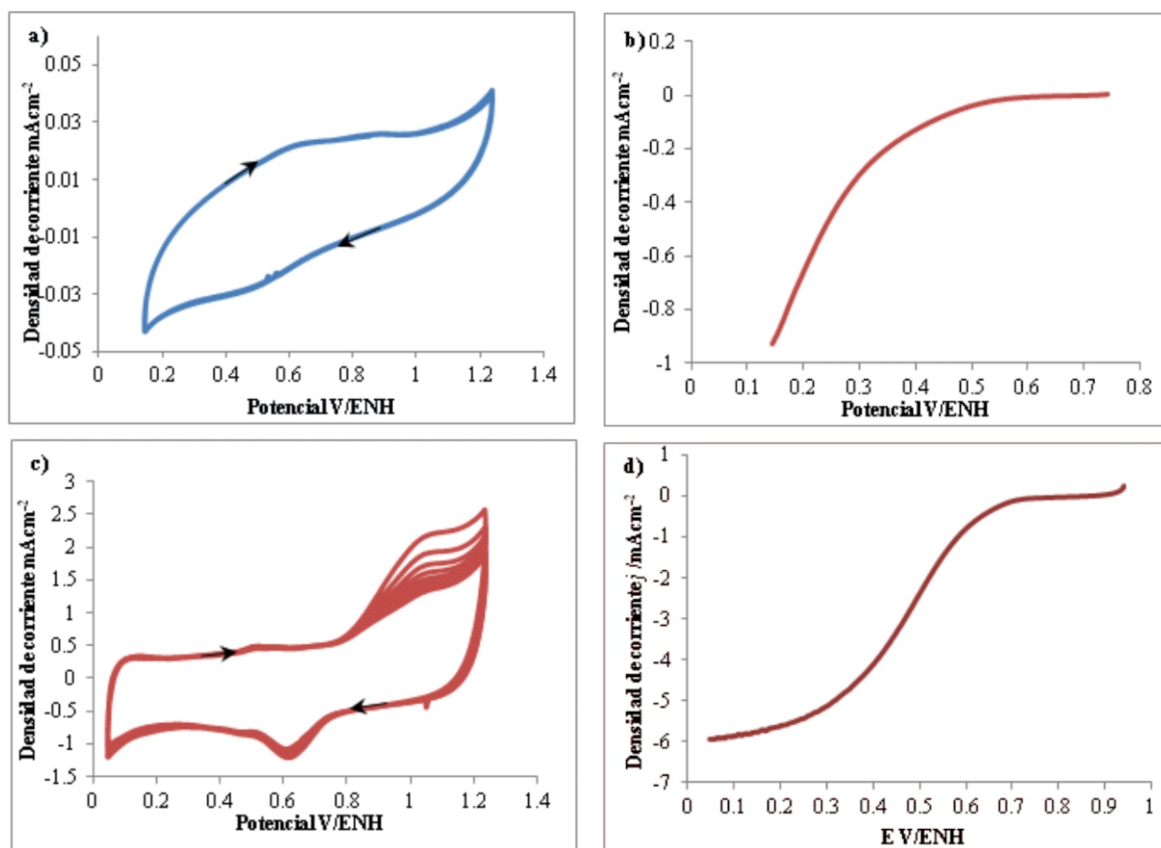 a)
Densidad de corriente mAcm⁻²
0.05
0.03
0.01
-0.01
-0.03
-0.05
0 0.2 0.4 0.6 0.8 1 1.2 1.4
Potencial V/ENH
b)
Densidad de corriente mAcm⁻²
0.2
0
-0.2
-0.4
-0.6
-0.8
-1
0 0.1 0.2 0.3 0.4 0.5 0.6 0.7 0.8
Potencial V/ENH
c)
Densidad de corriente mAcm⁻²
3
2.5
2
1.5
1
0.5
0
-0.5
-1
-1.5
0 0.2 0.4 0.6 0.8 1 1.2 1.4
Potencial V/ENH
d)
Densidad de corriente j /mAcm⁻²
1
0
-1
-2
-3
-4
-5
-6
-7
0 0.1 0.2 0.3 0.4 0.5 0.6 0.7 0.8 0.9 1
E V/ENH